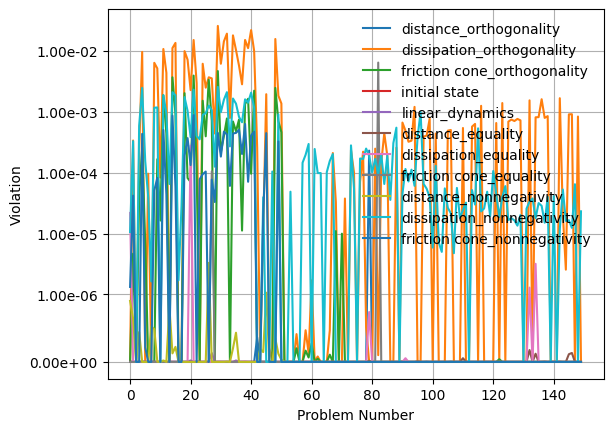 distance_orthogonality
dissipation_orthogonality
friction cone_orthogonality
initial state
linear_dynamics
distance_equality
dissipation_equality
friction cone_equality
distance_nonnegativity
dissipation_nonnegativity
friction cone_nonnegativity
1.00e-02
1.00e-03
1.00e-04
1.00e-05
1.00e-06
0.00e+00
Violation
0 20 40 60 80 100 120 140
Problem Number